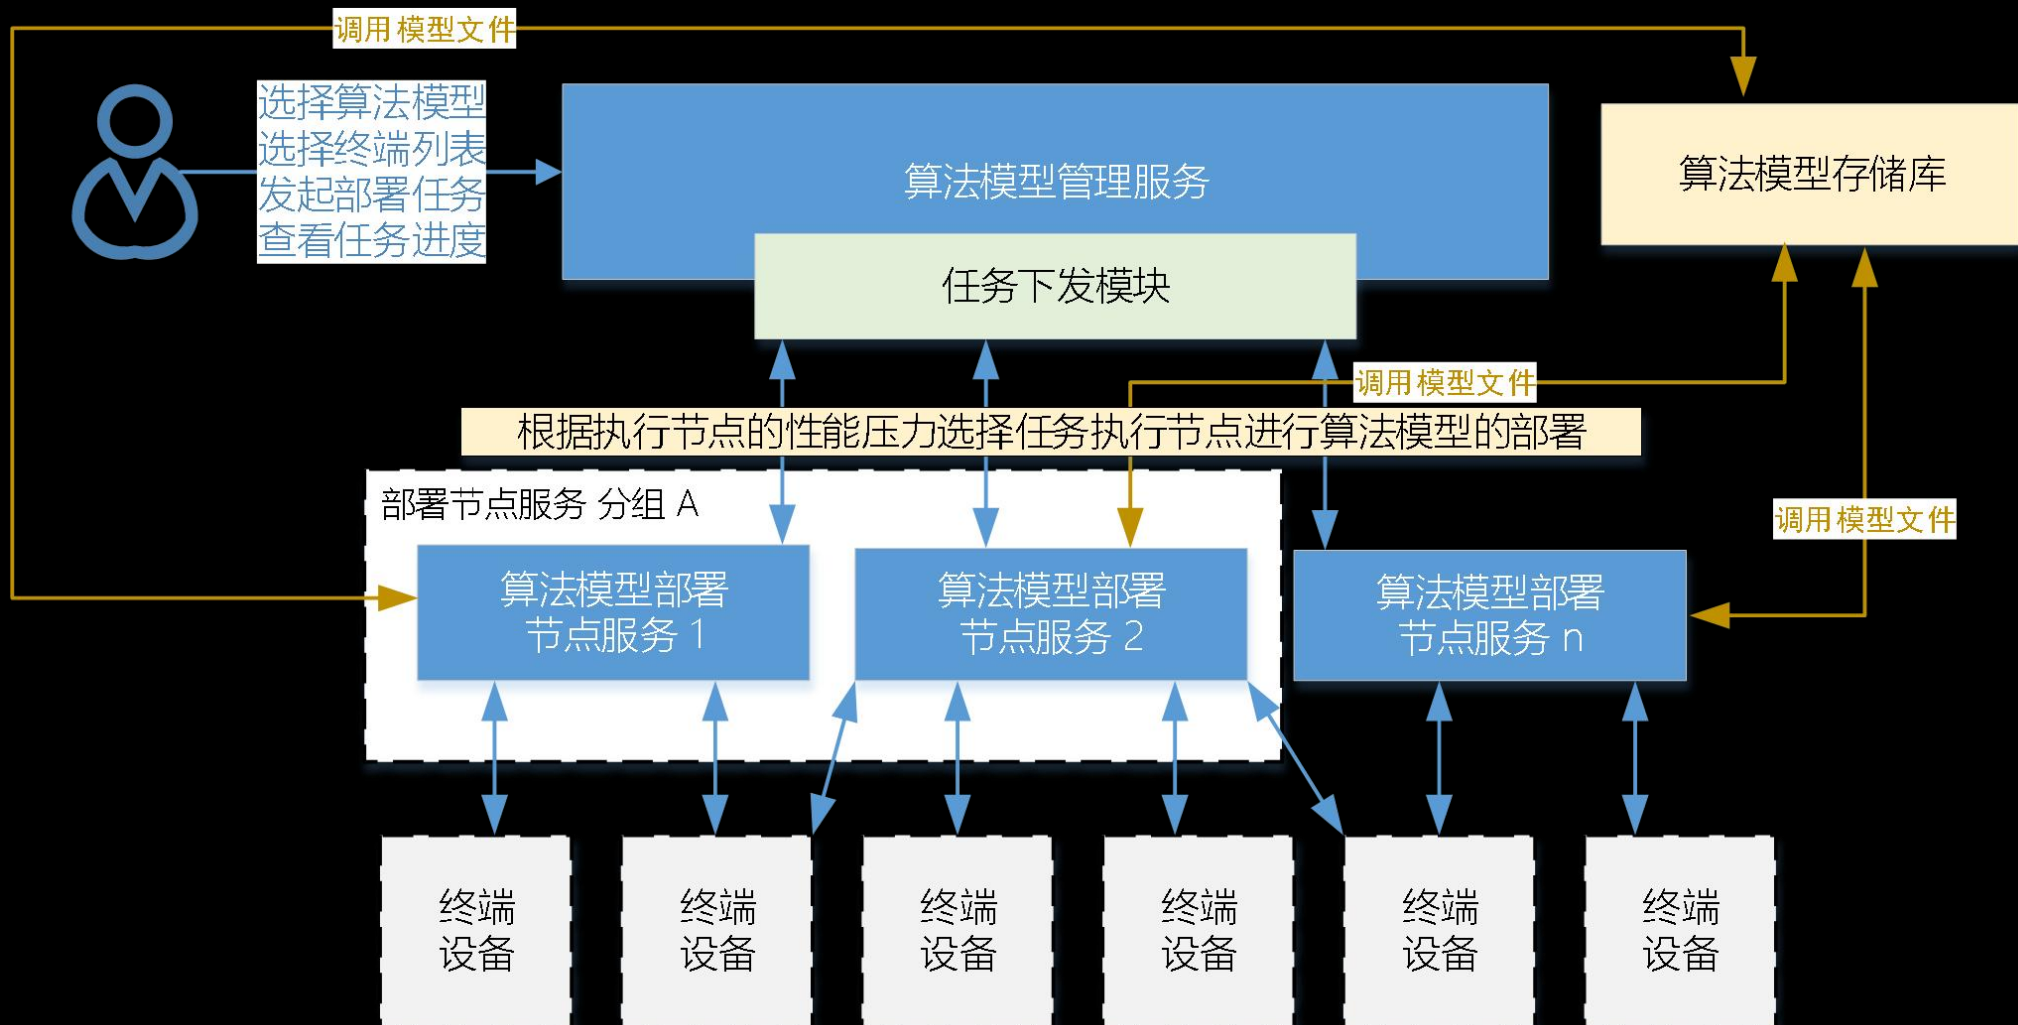 调用模型文件
选择算法模型
选择终端列表
发起部署任务
查看任务进度
算法模型管理服务
算法模型存储库
任务下发模块
调用模型文件
根据执行节点的性能压力选择任务执行节点进行算法模型的部署
部署节点服务 分组 A
调用模型文件
算法模型部署
节点服务 1
算法模型部署
节点服务 2
算法模型部署
节点服务 n
终端
设备
终端
设备
终端
设备
终端
设备
终端
设备
终端
设备